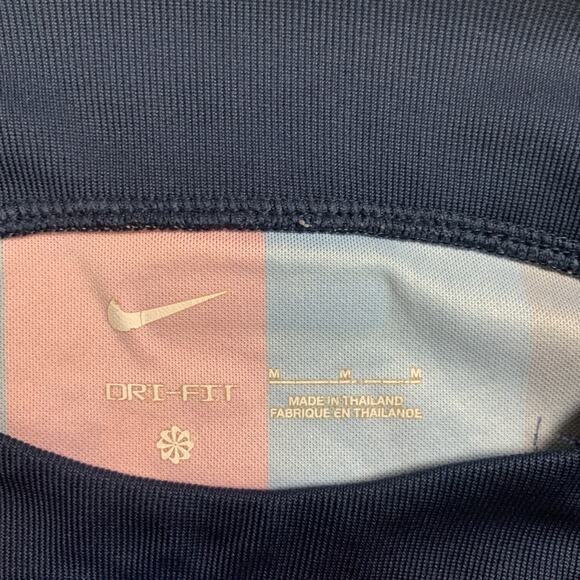 DRI-FIT
M M M
MADE IN THAILAND
FABRIQUE EN THAILANDE